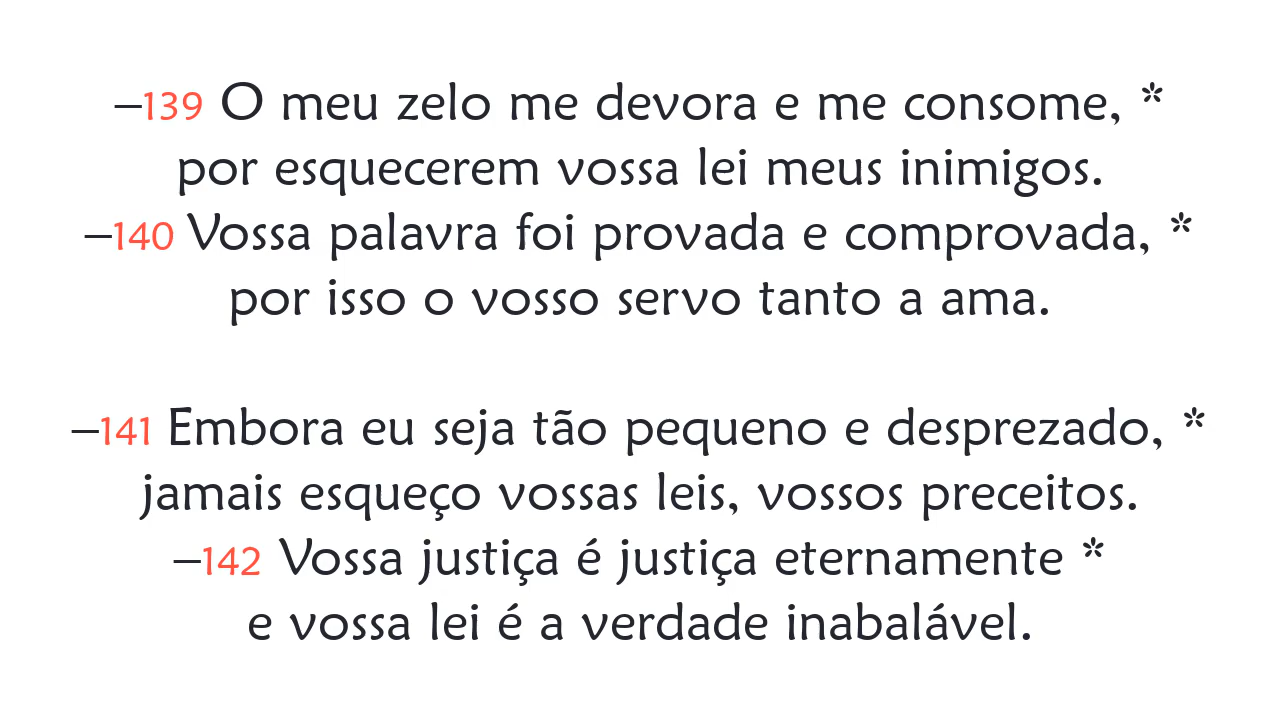 –139 O meu zelo me devora e me consome, *
por esquecerem vossa lei meus inimigos.
–140 Vossa palavra foi provada e comprovada, *
por isso o vosso servo tanto a ama.
–141 Embora eu seja tão pequeno e desprezado, *
jamais esqueço vossas leis, vossos preceitos.
–142 Vossa justiça é justiça eternamente *
e vossa lei é a verdade inabalável.